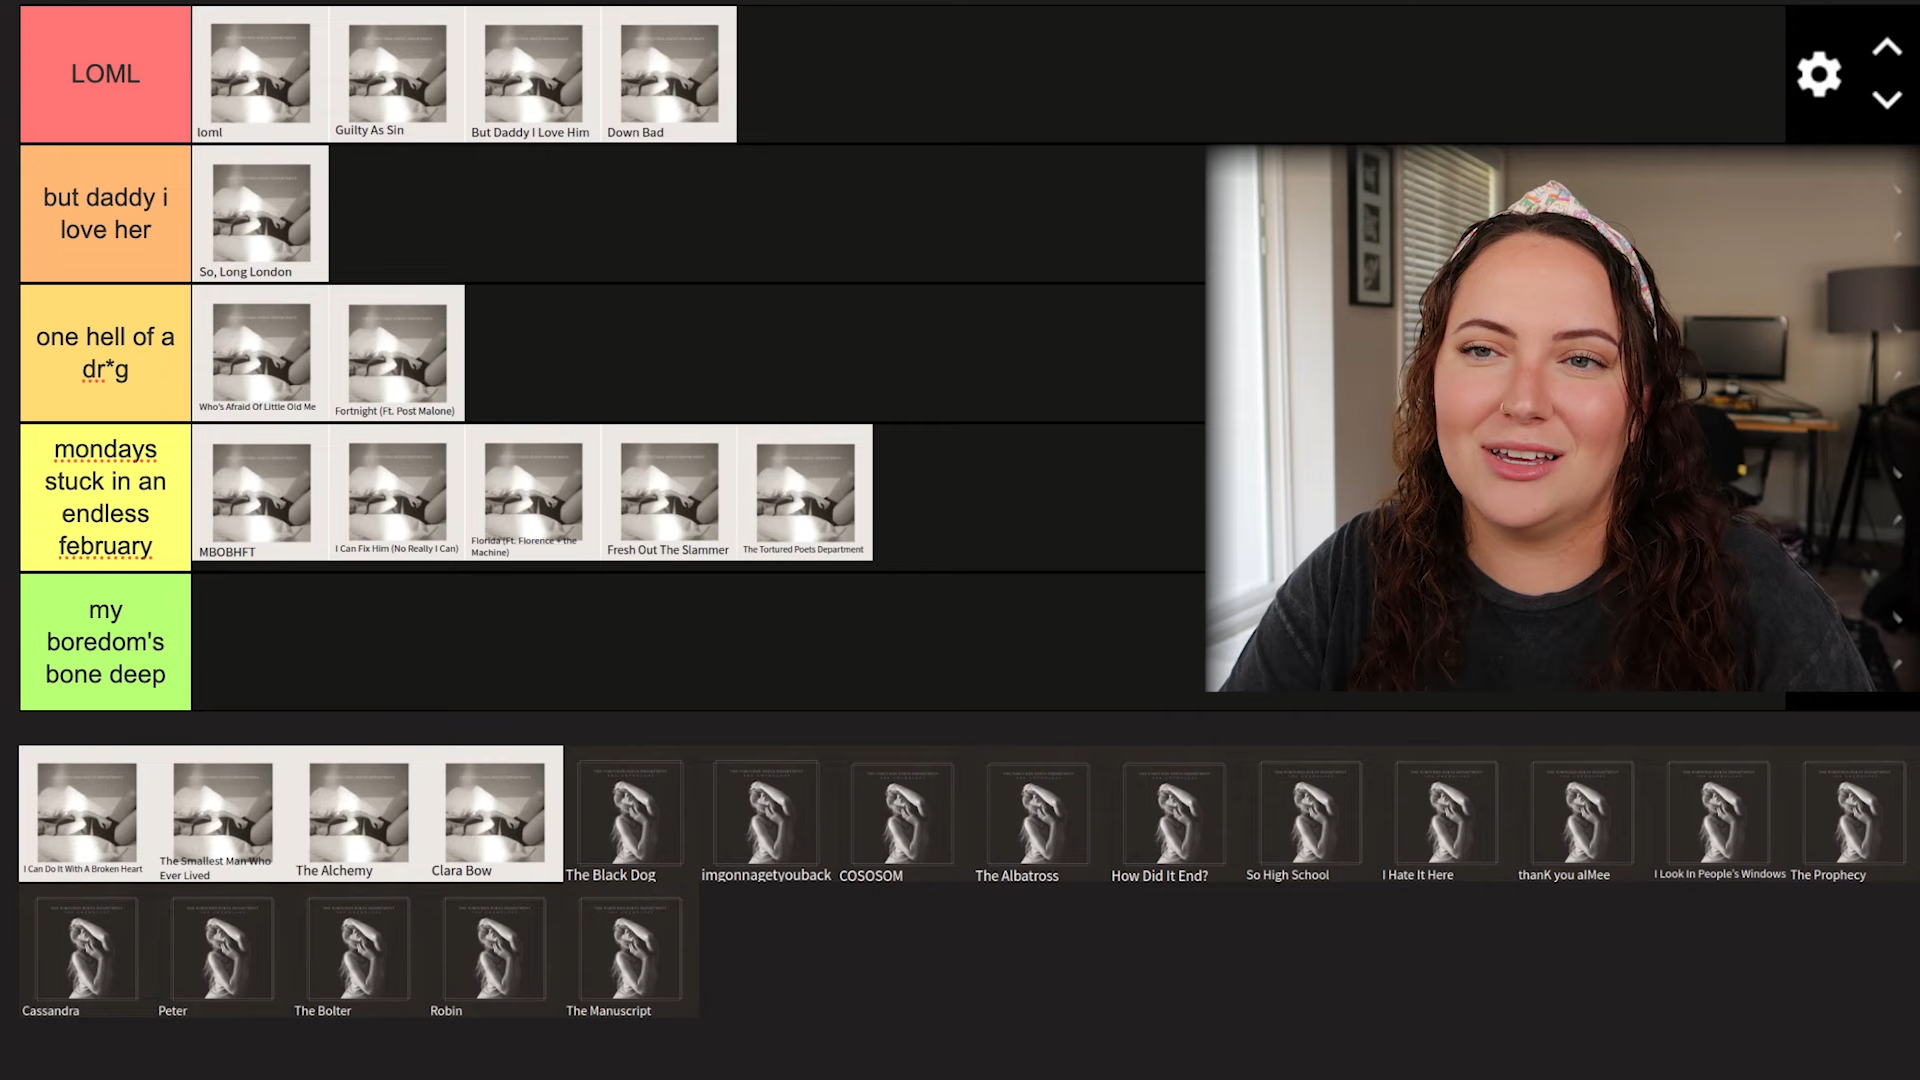 LOML
loml
Guilty As Sin
But Daddy I Love Him
Down Bad
but daddy i
love her
So, Long London
one hell of a
dr*g
Who's Afraid Of Little Old Me
Fortnight (Ft. Post Malone)
mondays
stuck in an
endless
february
MBOBHFT
I Can Fix Him (No Really I Can)
Florida (Ft. Florence + the
Machine)
Fresh Out The Slammer
The Tortured Poets Department
my
boredom's
bone deep
I Can Do It With A Broken Heart
The Smallest Man Who
Ever Lived
The Alchemy
Clara Bow
The Black Dog
imgonnagetyouback
COSOSOM
The Albatross
How Did It End?
So High School
I Hate It Here
thanK you aIMee
I Look In People's Windows
The Prophecy
Cassandra
Peter
The Bolter
Robin
The Manuscript